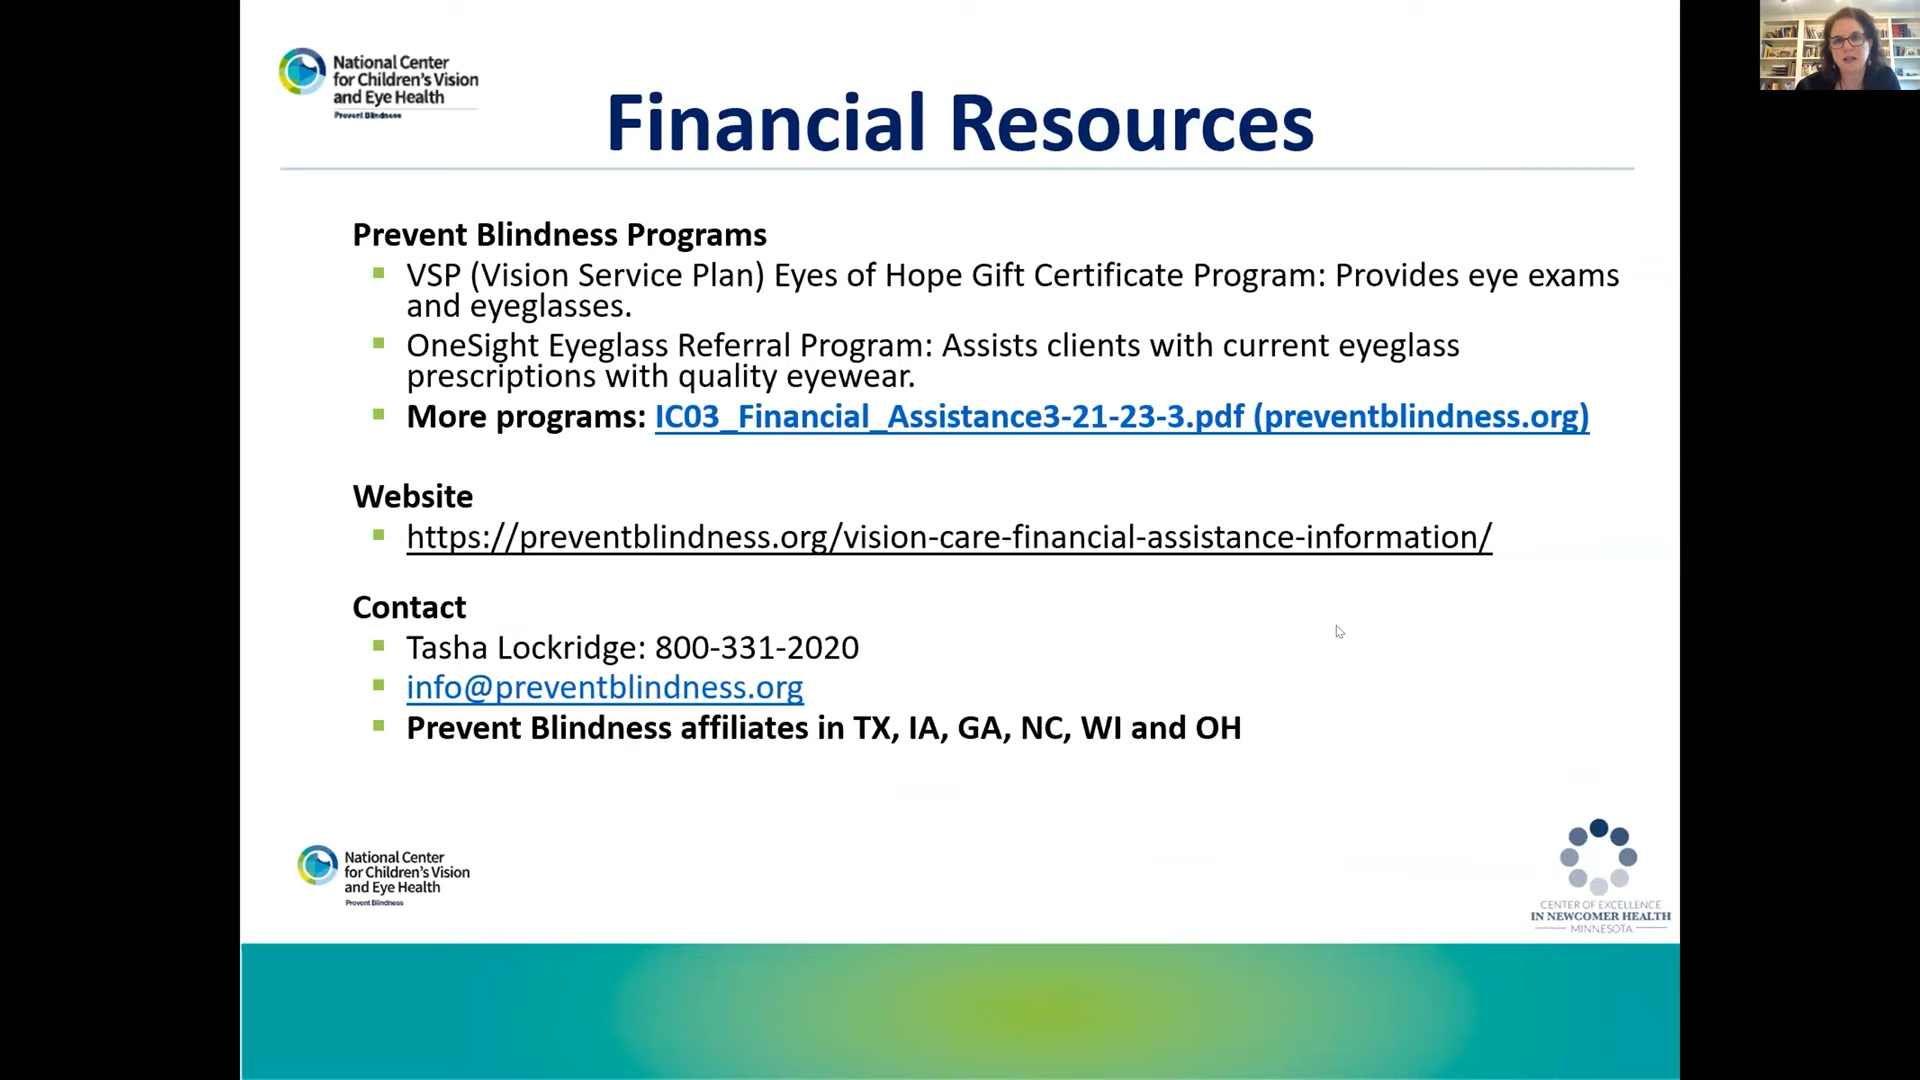 National Center
for Children's Vision
and Eye Health
Prevent Blindness
Financial Resources
Prevent Blindness Programs
VSP (Vision Service Plan) Eyes of Hope Gift Certificate Program: Provides eye exams
and eyeglasses.
OneSight Eyeglass Referral Program: Assists clients with current eyeglass
prescriptions with quality eyewear.
More programs: IC03_Financial_Assistance3-21-23-3.pdf (preventblindness.org)
Website
https://preventblindness.org/vision-care-financial-assistance-information/
Contact
Tasha Lockridge: 800-331-2020
info@preventblindness.org
Prevent Blindness affiliates in TX, IA, GA, NC, WI and OH
National Center
for Children's Vision
and Eye Health
Prevent Blindness
CENTER OF EXCELLENCE
IN NEWCOMER HEALTH
MINNESOTA